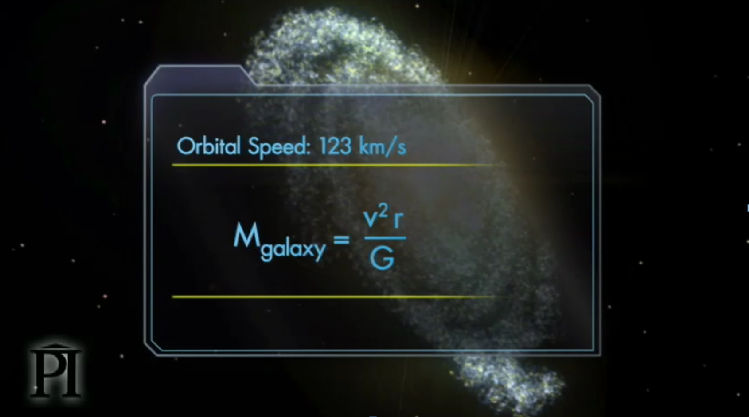 Orbital Speed: 123 km/s
M_galaxy = v² r / G
PI